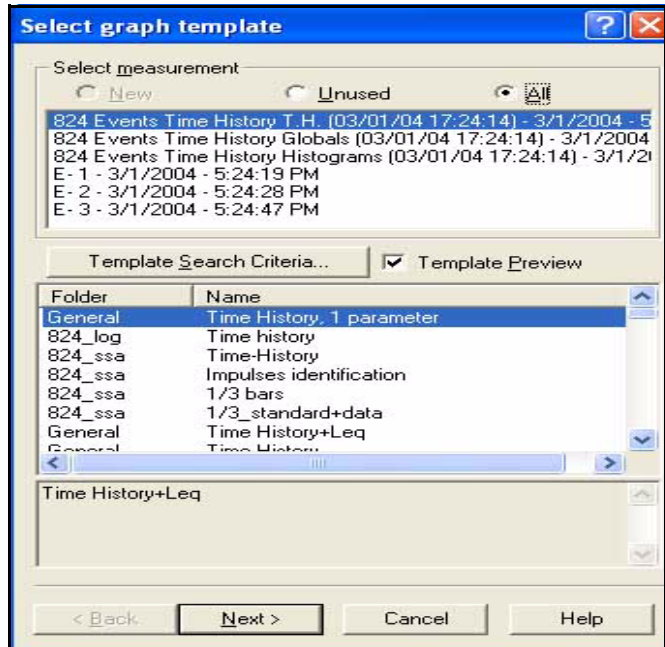 Select graph template
Select measurement
New
Unused
All
824 Events Time History T.H. (03/01/04 17:24:14) - 3/1/2004 - 5
824 Events Time History Globals (03/01/04 17:24:14) - 3/1/2004
824 Events Time History Histograms (03/01/04 17:24:14) - 3/1/2
E- 1 - 3/1/2004 - 5:24:19 PM
E- 2 - 3/1/2004 - 5:24:28 PM
E- 3 - 3/1/2004 - 5:24:47 PM
Template Search Criteria...
Template Preview
Folder Name
General Time History, 1 parameter
824_log Time history
824_ssa Time-History
824_ssa Impulses identification
824_ssa 1/3 bars
824_ssa 1/3_standard+data
General Time History+Leq
General Time History
Time History+Leq
< Back
Next >
Cancel
Help